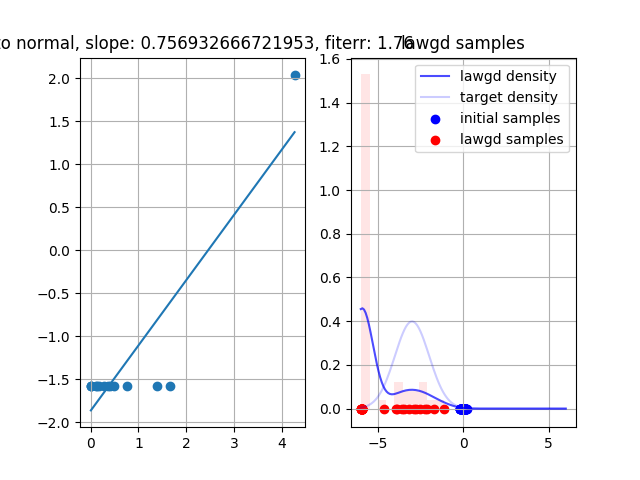 to normal, slope: 0.756932666721953, fiterr: 1.76
lawgd samples
2.0
1.5
1.0
0.5
0.0
−0.5
−1.0
−1.5
−2.0
0 1 2 3 4
1.6
1.4
1.2
1.0
0.8
0.6
0.4
0.2
0.0
−5 0 5
lawgd density
target density
initial samples
lawgd samples